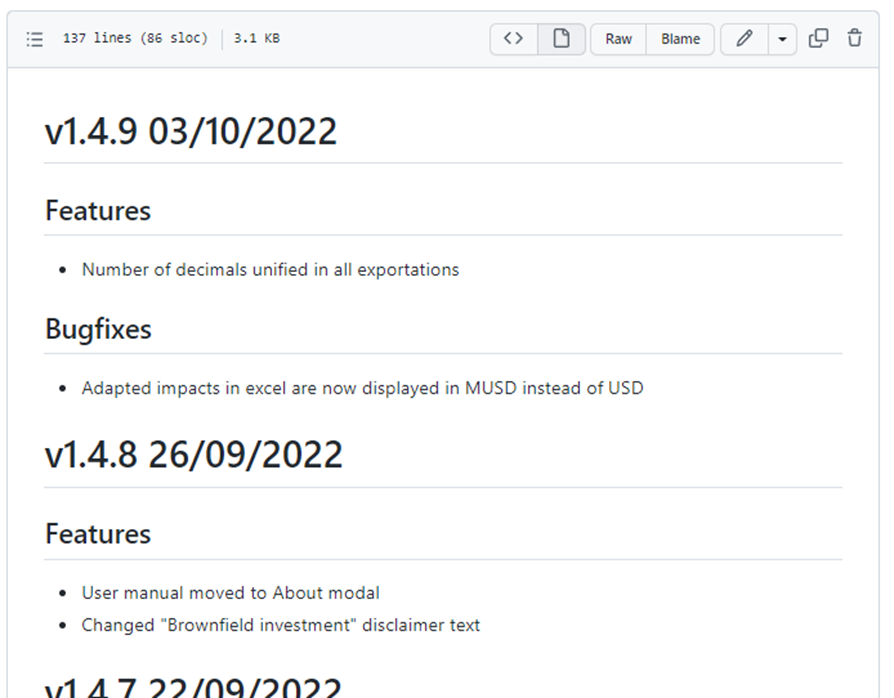 137 lines (86 sloc) 3.1 KB Raw Blame
v1.4.9 03/10/2022
Features
Number of decimals unified in all exportations
Bugfixes
Adapted impacts in excel are now displayed in MUSD instead of USD
v1.4.8 26/09/2022
Features
User manual moved to About modal
Changed "Brownfield investment" disclaimer text
v1.4.7 22/09/2022